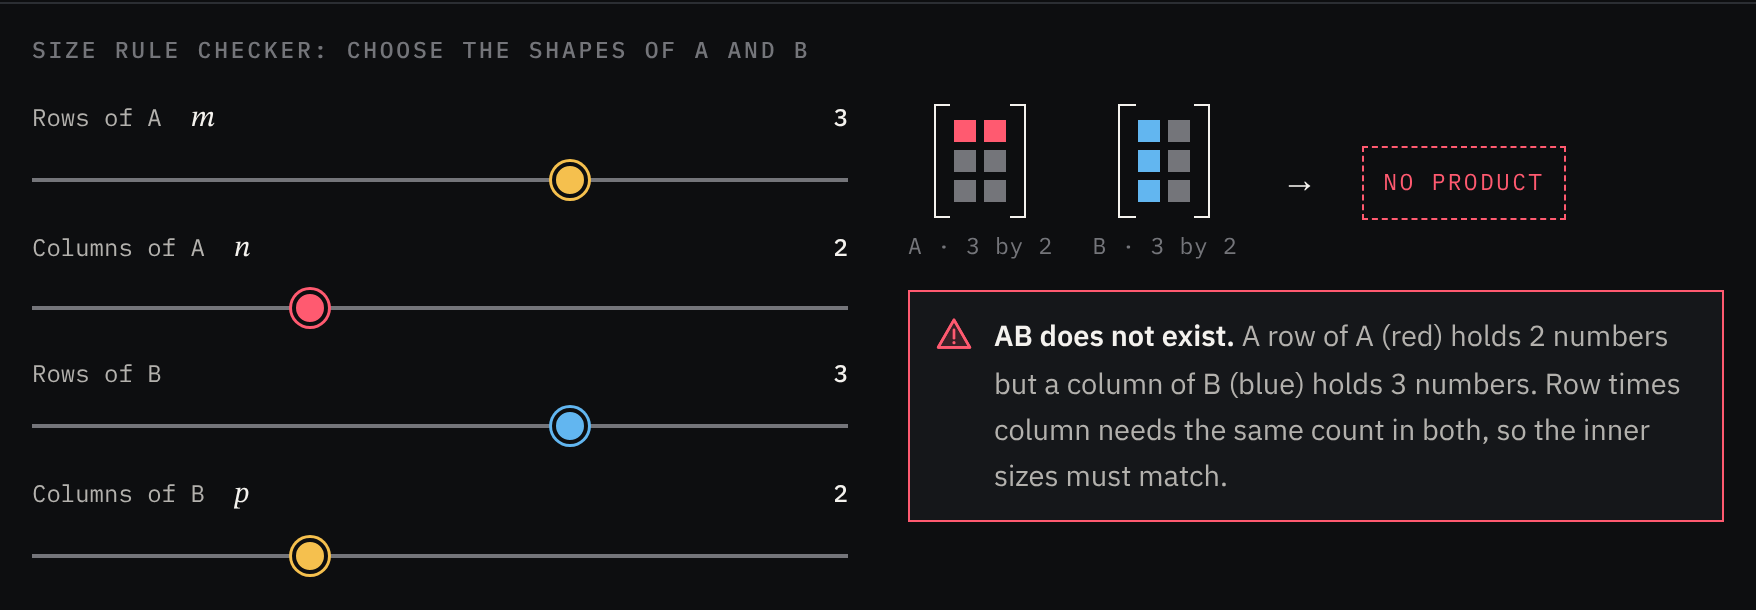 SIZE RULE CHECKER: CHOOSE THE SHAPES OF A AND B
Rows of A m 3
Columns of A n 2
Rows of B 3
Columns of B p 2
→ NO PRODUCT
A · 3 by 2 B · 3 by 2
AB does not exist. A row of A (red) holds 2 numbers
but a column of B (blue) holds 3 numbers. Row times
column needs the same count in both, so the inner
sizes must match.